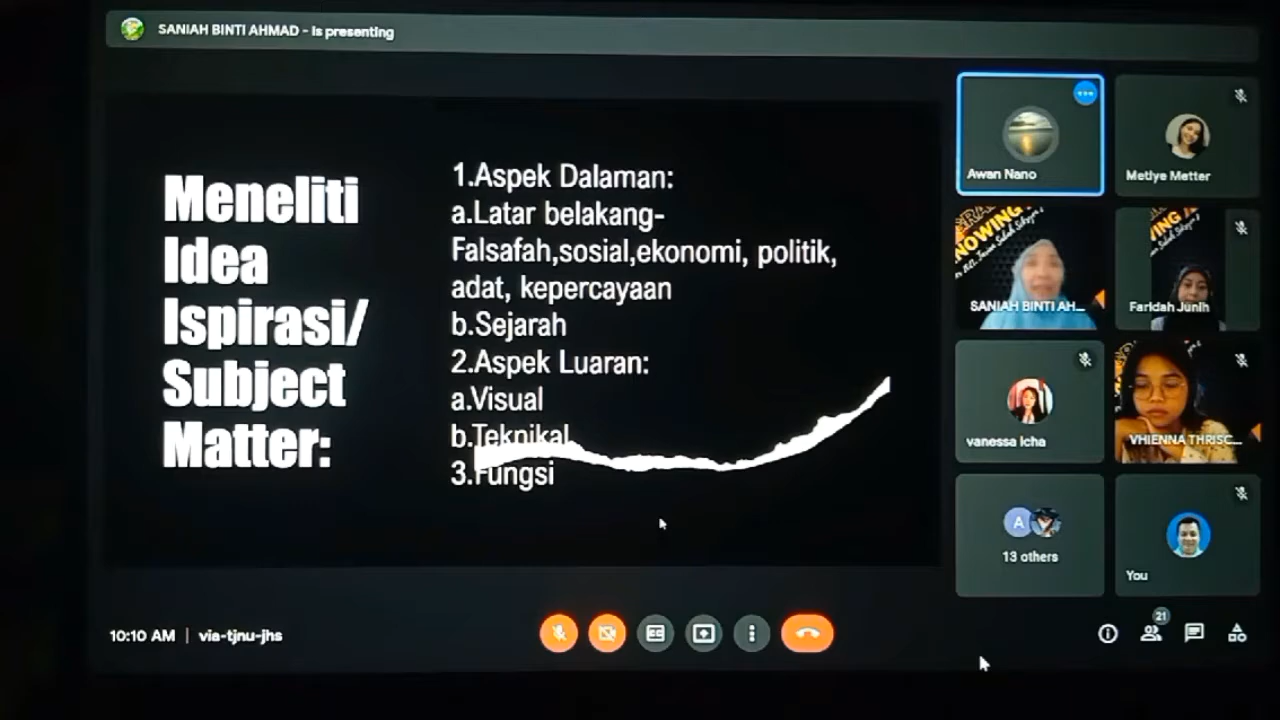 SANIAH BINTI AHMAD - is presenting
Meneliti
Idea
Ispirasi/
Subject
Matter:
1.Aspek Dalaman:
a.Latar belakang-
Falsafah,sosial,ekonomi, politik,
adat, kepercayaan
b.Sejarah
2.Aspek Luaran:
a.Visual
b.Teknikal
3.Fungsi
Awan Nano
Metlye Metter
NOWING
WING
SANIAH BINTI AH...
Faridah Junih
vanessa Icha
VHIENNA THRISC...
A
13 others
You
10:10 AM | via-tjnu-jhs
21